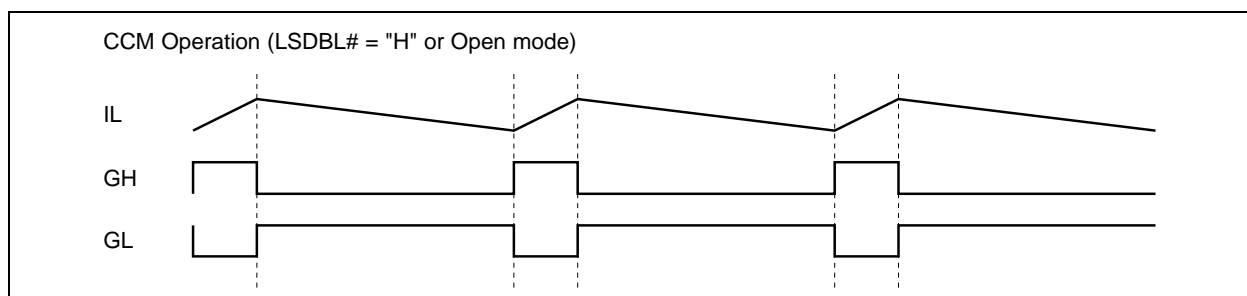 CCM Operation (LSDBL# = "H" or Open mode)
IL
GH
GL